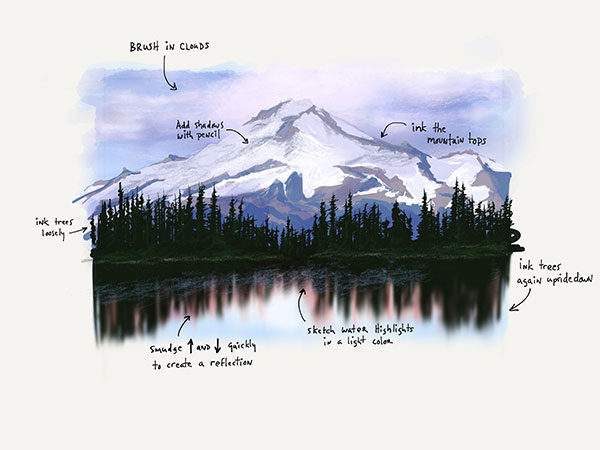 BRUSH IN CLOUDS
Add shadows
with pencil
ink the
mountain tops
ink trees
loosely
ink trees
again upsidedown
sketch water Highlights
in a light color
Smudge ↑ AND ↓ quickly
to create a reflection